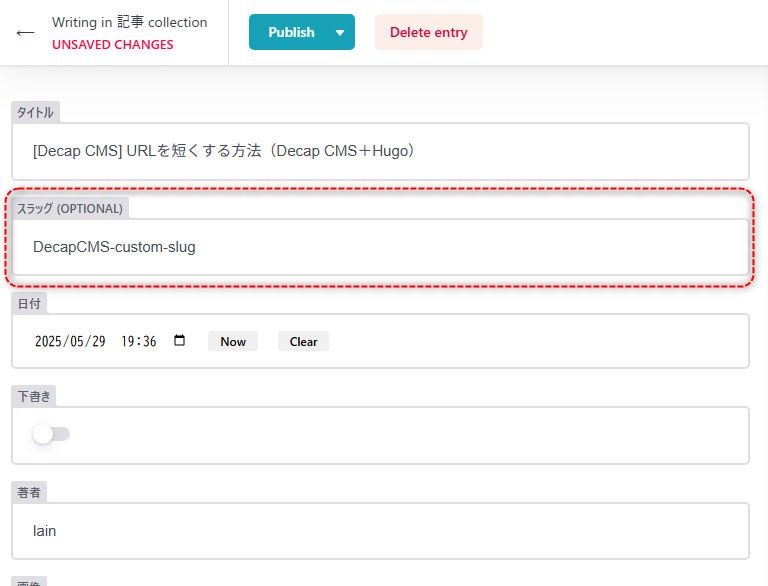 ←
Writing in 記事 collection
UNSAVED CHANGES
Publish
Delete entry
タイトル
[Decap CMS] URLを短くする方法（Decap CMS＋Hugo）
スラッグ (OPTIONAL)
DecapCMS-custom-slug
日付
2025/05/29 19:36 Now Clear
下書き
著者
lain
画像